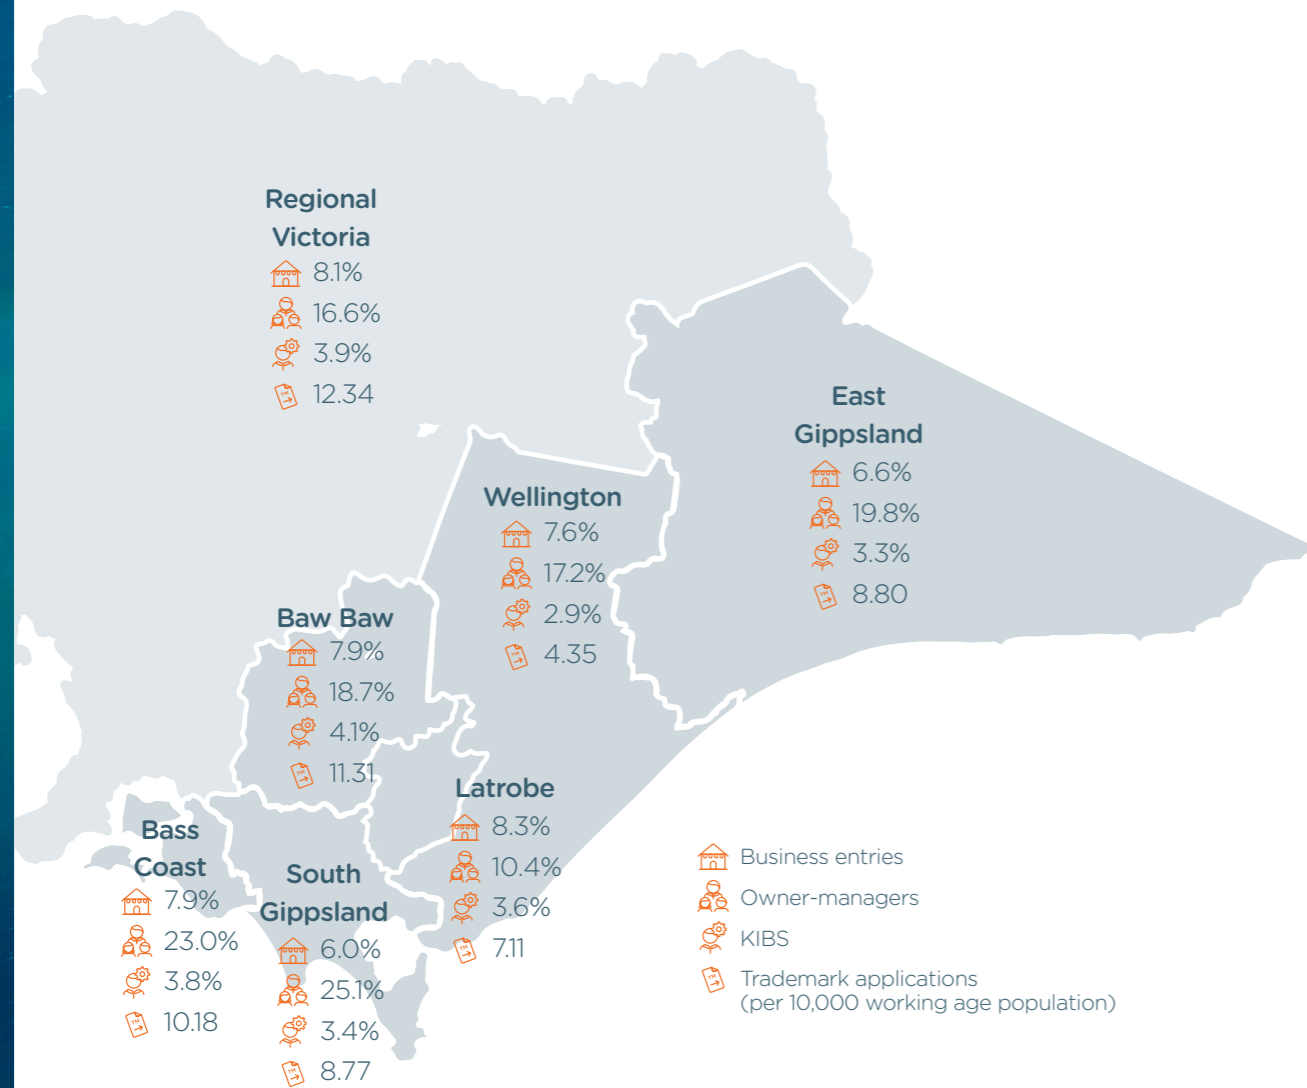 Regional
Victoria
8.1%
16.6%
3.9%
12.34
East
Gippsland
6.6%
19.8%
3.3%
8.80
Wellington
7.6%
17.2%
2.9%
4.35
Baw Baw
7.9%
18.7%
4.1%
11.31
Latrobe
8.3%
10.4%
3.6%
7.11
Bass
Coast
7.9%
23.0%
3.8%
10.18
South
Gippsland
6.0%
25.1%
3.4%
8.77
Business entries
Owner-managers
KIBS
Trademark applications
(per 10,000 working age population)